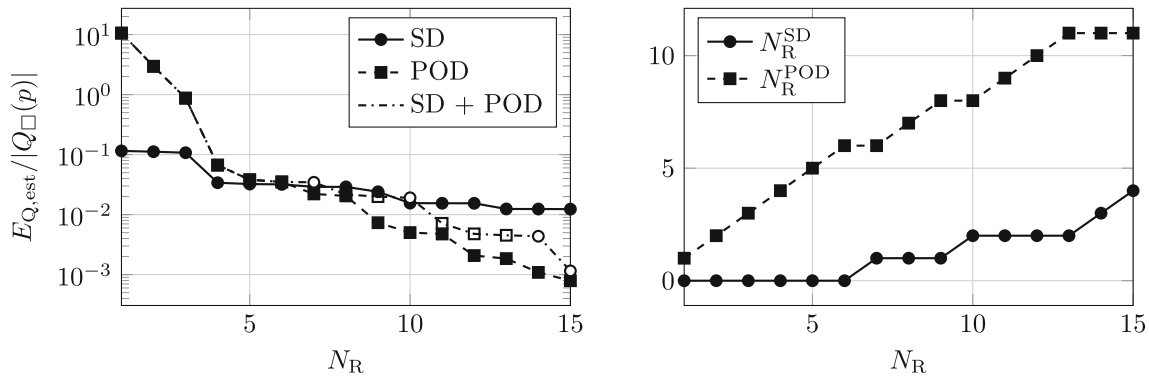 E_{Q,est}/|Q_□(p)|
10^1
10^0
10^{-1}
10^{-2}
10^{-3}
SD
POD
SD + POD
5
10
15
N_R
10
5
0
N_R^{SD}
N_R^{POD}
5
10
15
N_R